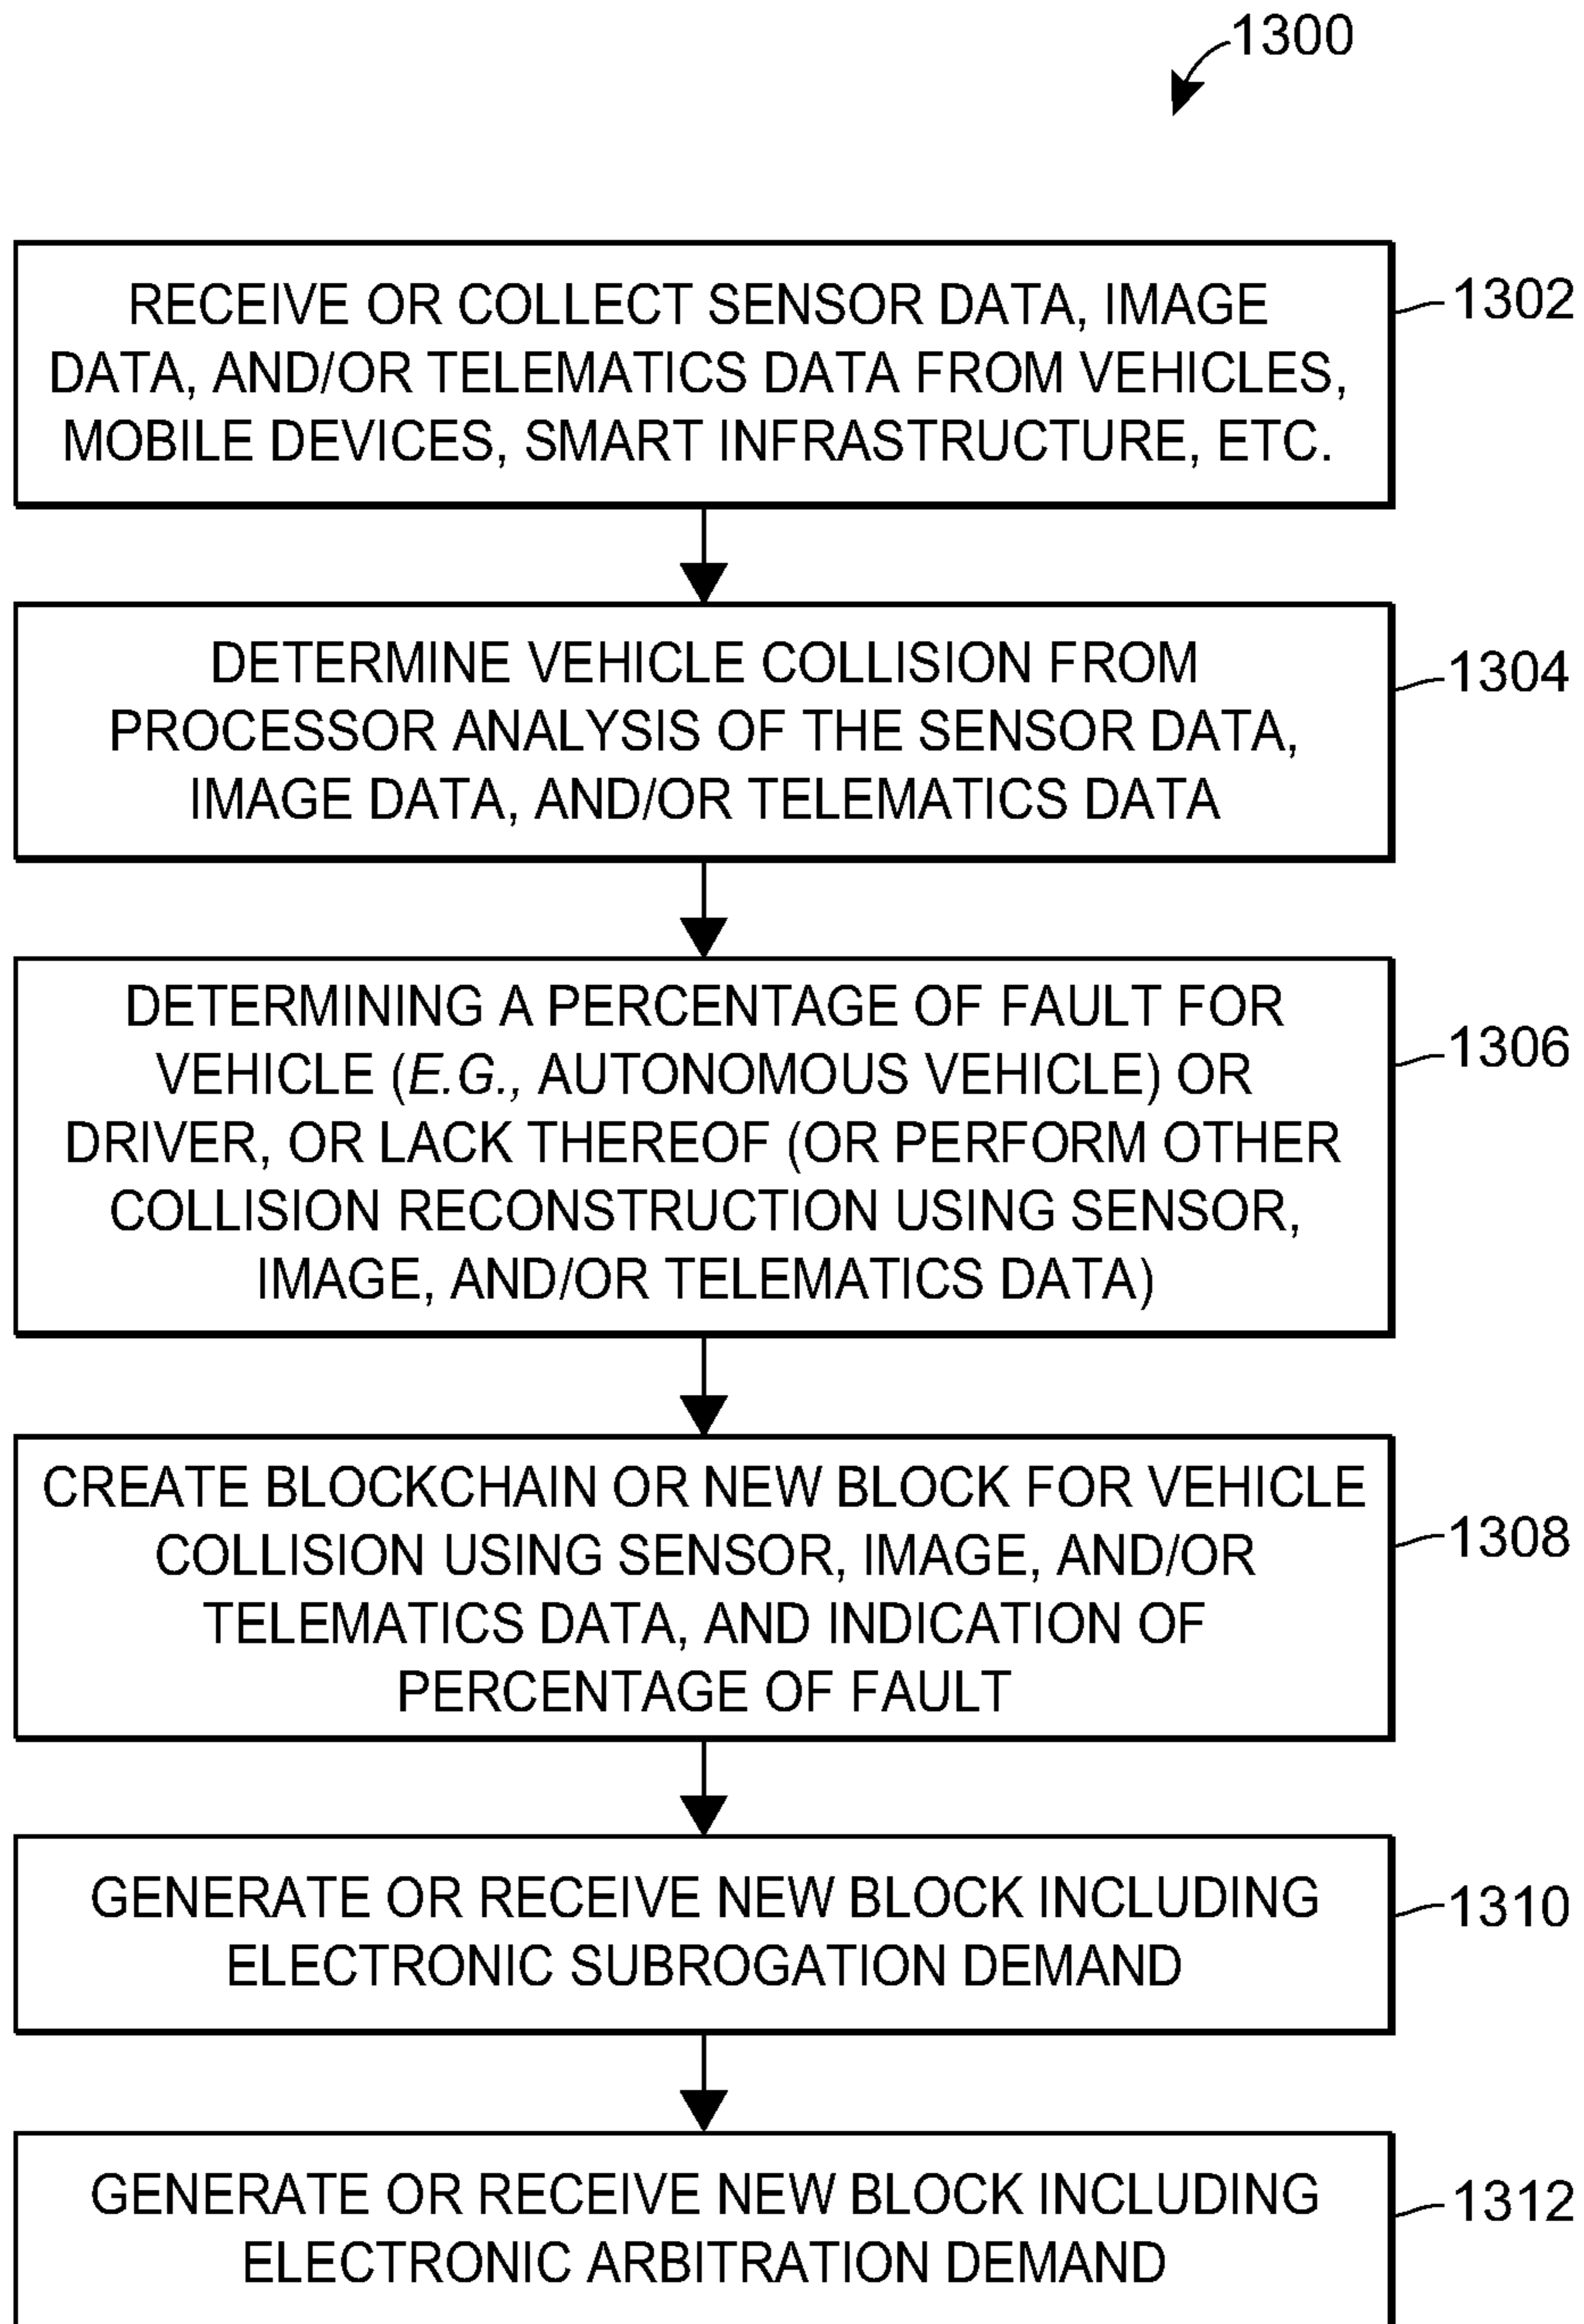 1300
RECEIVE OR COLLECT SENSOR DATA, IMAGE
DATA, AND/OR TELEMATICS DATA FROM VEHICLES,
MOBILE DEVICES, SMART INFRASTRUCTURE, ETC.
1302
DETERMINE VEHICLE COLLISION FROM
PROCESSOR ANALYSIS OF THE SENSOR DATA,
IMAGE DATA, AND/OR TELEMATICS DATA
1304
DETERMINING A PERCENTAGE OF FAULT FOR
VEHICLE (E.G., AUTONOMOUS VEHICLE) OR
DRIVER, OR LACK THEREOF (OR PERFORM OTHER
COLLISION RECONSTRUCTION USING SENSOR,
IMAGE, AND/OR TELEMATICS DATA)
1306
CREATE BLOCKCHAIN OR NEW BLOCK FOR VEHICLE
COLLISION USING SENSOR, IMAGE, AND/OR
TELEMATICS DATA, AND INDICATION OF
PERCENTAGE OF FAULT
1308
GENERATE OR RECEIVE NEW BLOCK INCLUDING
ELECTRONIC SUBROGATION DEMAND
1310
GENERATE OR RECEIVE NEW BLOCK INCLUDING
ELECTRONIC ARBITRATION DEMAND
1312